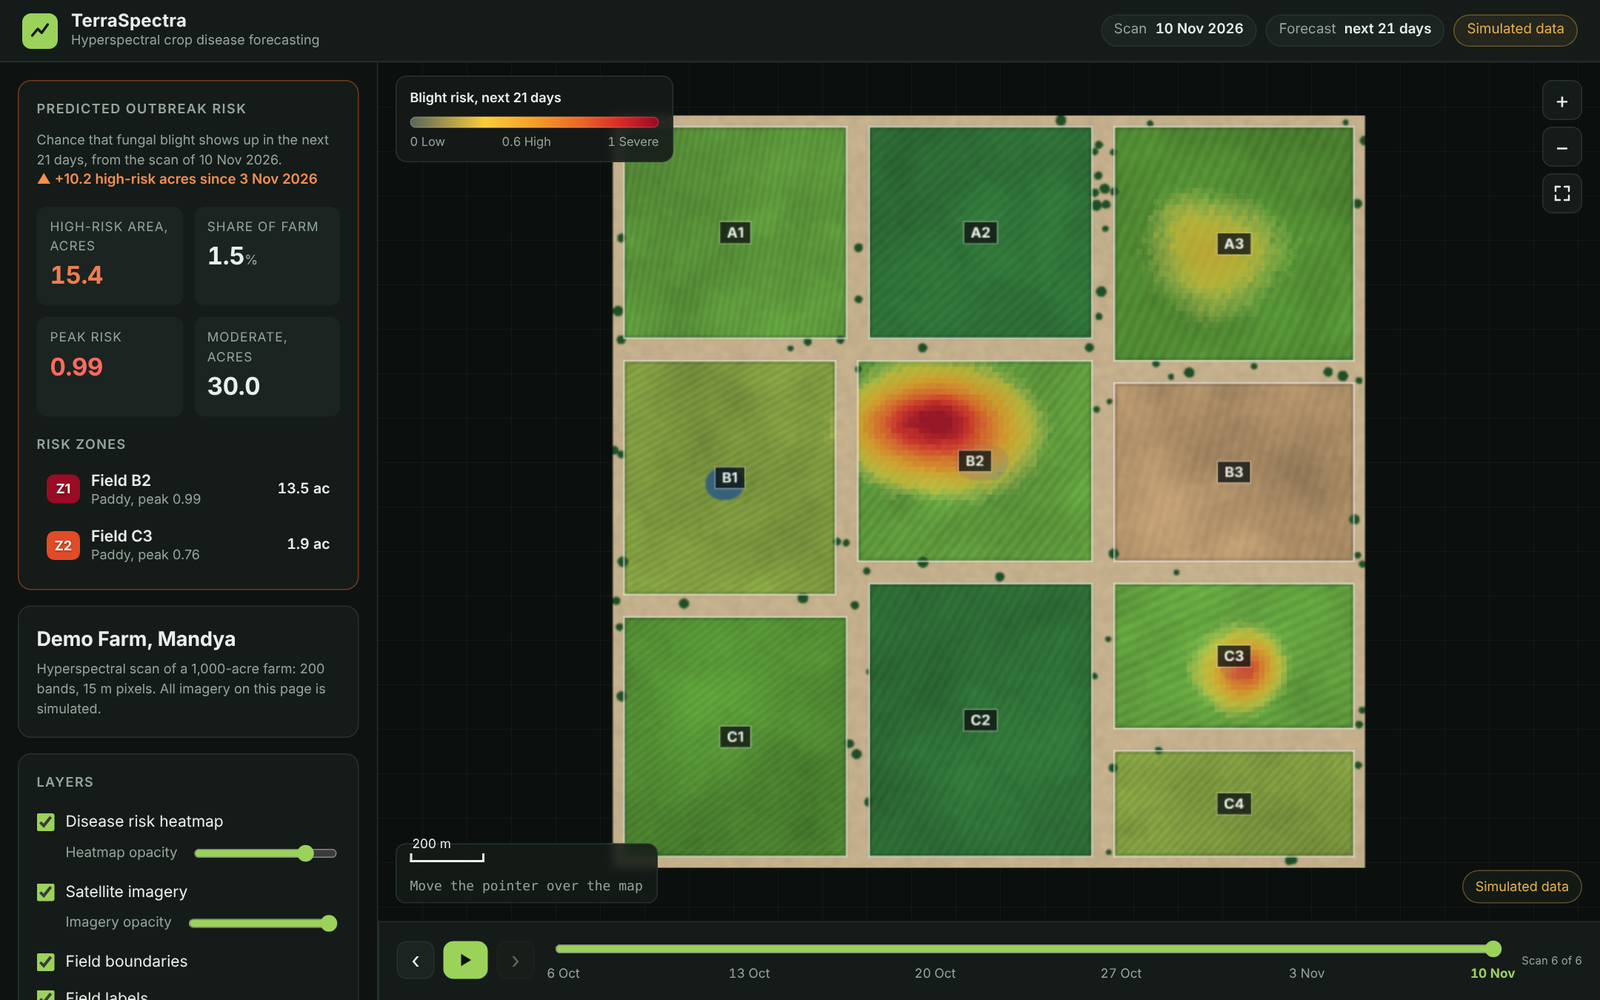 TerraSpectra
Hyperspectral crop disease forecasting
Scan 10 Nov 2026
Forecast next 21 days
Simulated data
PREDICTED OUTBREAK RISK
Chance that fungal blight shows up in the next
21 days, from the scan of 10 Nov 2026.
▲ +10.2 high-risk acres since 3 Nov 2026
HIGH-RISK AREA,
ACRES
15.4
SHARE OF FARM
1.5%
PEAK RISK
0.99
MODERATE,
ACRES
30.0
RISK ZONES
Z1
Field B2
Paddy, peak 0.99
13.5 ac
Z2
Field C3
Paddy, peak 0.76
1.9 ac
Demo Farm, Mandya
Hyperspectral scan of a 1,000-acre farm: 200
bands, 15 m pixels. All imagery on this page is
simulated.
LAYERS
Disease risk heatmap
Heatmap opacity
Satellite imagery
Imagery opacity
Field boundaries
Field labels
Blight risk, next 21 days
0 Low 0.6 High 1 Severe
+
−
A1
A2
A3
B1
B2
B3
C1
C2
C3
C4
200 m
Move the pointer over the map
Simulated data
‹
›
6 Oct 13 Oct 20 Oct 27 Oct 3 Nov 10 Nov
Scan 6 of 6